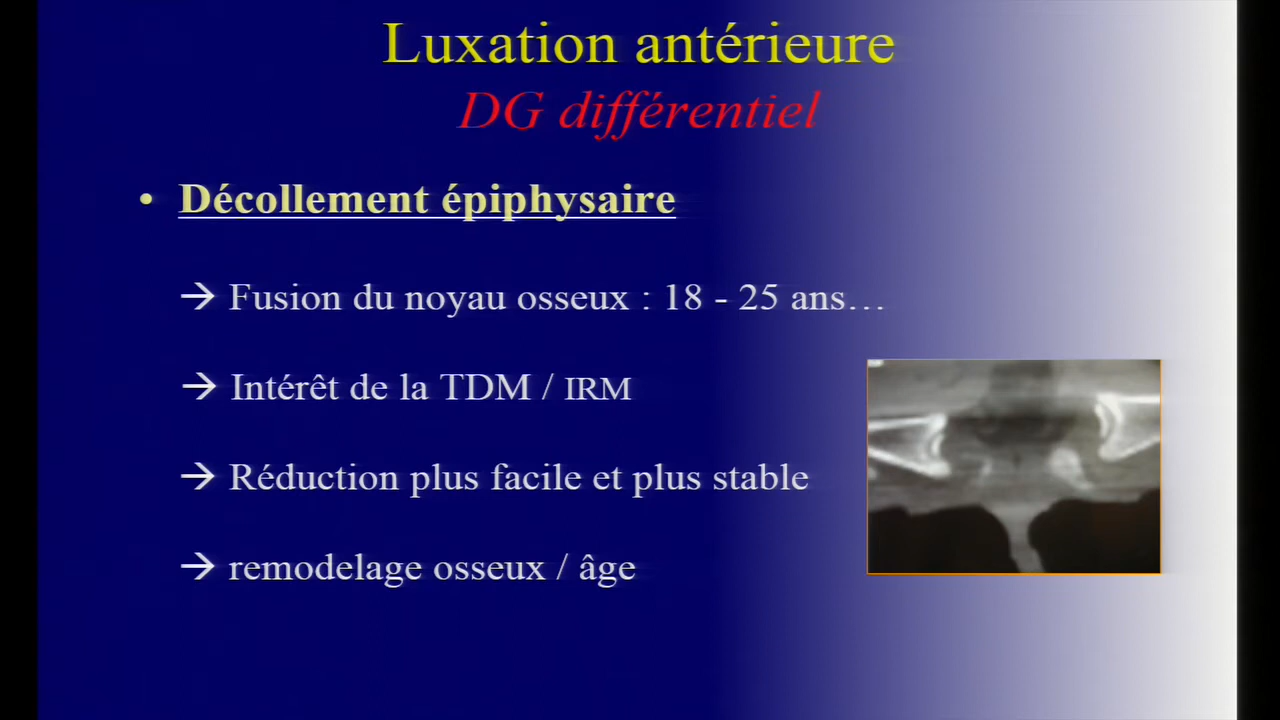 Luxation antérieure
DG différentiel
• Décollement épiphysaire
→ Fusion du noyau osseux : 18 - 25 ans…
→ Intérêt de la TDM / IRM
→ Réduction plus facile et plus stable
→ remodelage osseux / âge